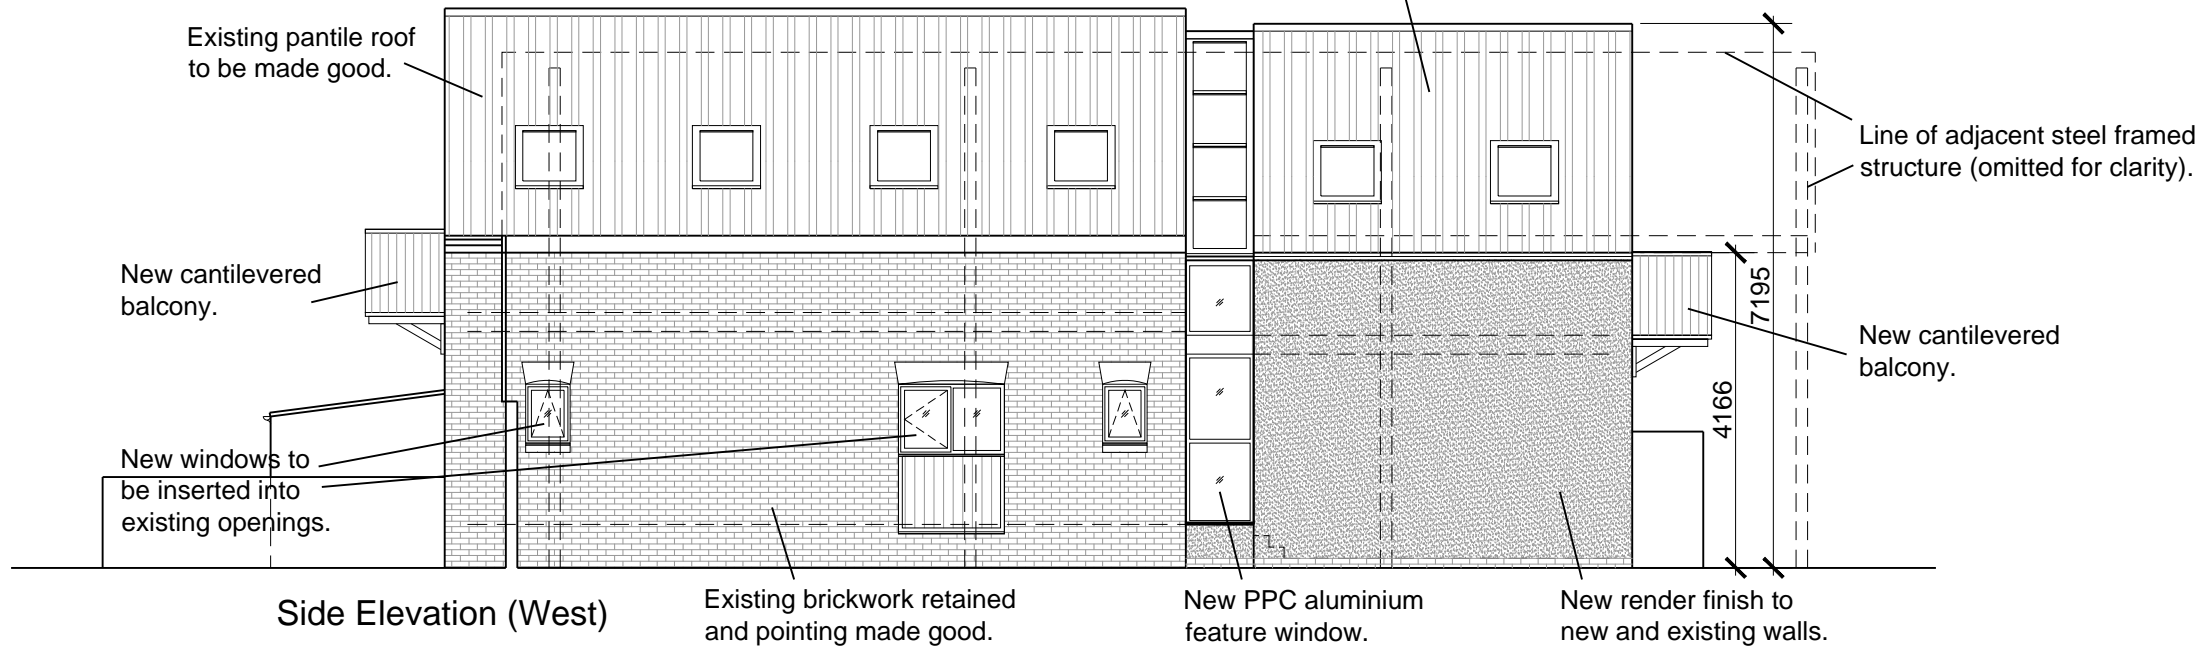 Existing pantile roof
to be made good.
Line of adjacent steel framed
structure (omitted for clarity).
New cantilevered
balcony.
7195
New cantilevered
balcony.
4166
New windows to
be inserted into
existing openings.
Side Elevation (West)
Existing brickwork retained
and pointing made good.
New PPC aluminium
feature window.
New render finish to
new and existing walls.